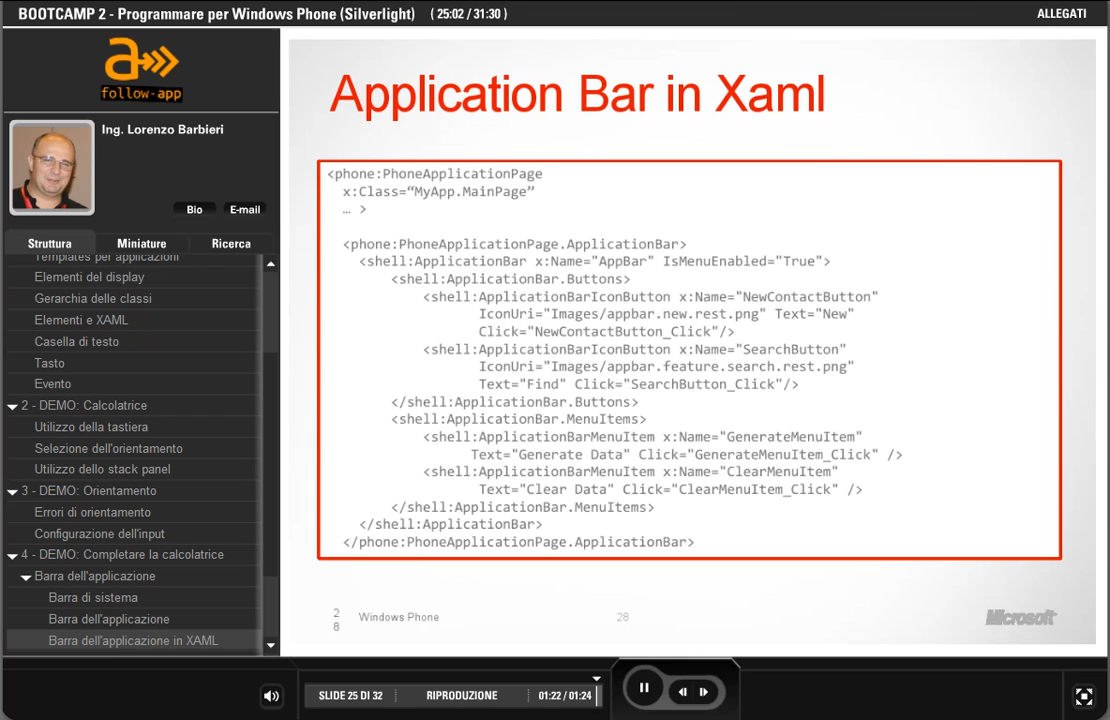 BOOTCAMP 2 - Programmare per Windows Phone (Silverlight) ( 25:02 / 31:30 )
ALLEGATI
a
follow-app
Ing. Lorenzo Barbieri
Bio
E-mail
Struttura
Miniature
Ricerca
Templates per applicazioni
Elementi del display
Gerarchia delle classi
Elementi e XAML
Casella di testo
Tasto
Evento
2 - DEMO: Calcolatrice
Utilizzo della tastiera
Selezione dell'orientamento
Utilizzo dello stack panel
3 - DEMO: Orientamento
Errori di orientamento
Configurazione dell'input
4 - DEMO: Completare la calcolatrice
Barra dell'applicazione
Barra di sistema
Barra dell'applicazione
Barra dell'applicazione in XAML
Application Bar in Xaml
<phone:PhoneApplicationPage
x:Class=“MyApp.MainPage”
… >
<phone:PhoneApplicationPage.ApplicationBar>
<shell:ApplicationBar x:Name="AppBar" IsMenuEnabled="True">
<shell:ApplicationBar.Buttons>
<shell:ApplicationBarIconButton x:Name="NewContactButton"
IconUri="Images/appbar.new.rest.png" Text="New"
Click="NewContactButton_Click"/>
<shell:ApplicationBarIconButton x:Name="SearchButton"
IconUri="Images/appbar.feature.search.rest.png"
Text="Find" Click="SearchButton_Click"/>
</shell:ApplicationBar.Buttons>
<shell:ApplicationBar.MenuItems>
<shell:ApplicationBarMenuItem x:Name="GenerateMenuItem"
Text="Generate Data" Click="GenerateMenuItem_Click" />
<shell:ApplicationBarMenuItem x:Name="ClearMenuItem"
Text="Clear Data" Click="ClearMenuItem_Click" />
</shell:ApplicationBar.MenuItems>
</shell:ApplicationBar>
</phone:PhoneApplicationPage.ApplicationBar>
2
8
Windows Phone
28
Microsoft
SLIDE 25 DI 32
RIPRODUZIONE
01:22 / 01:24